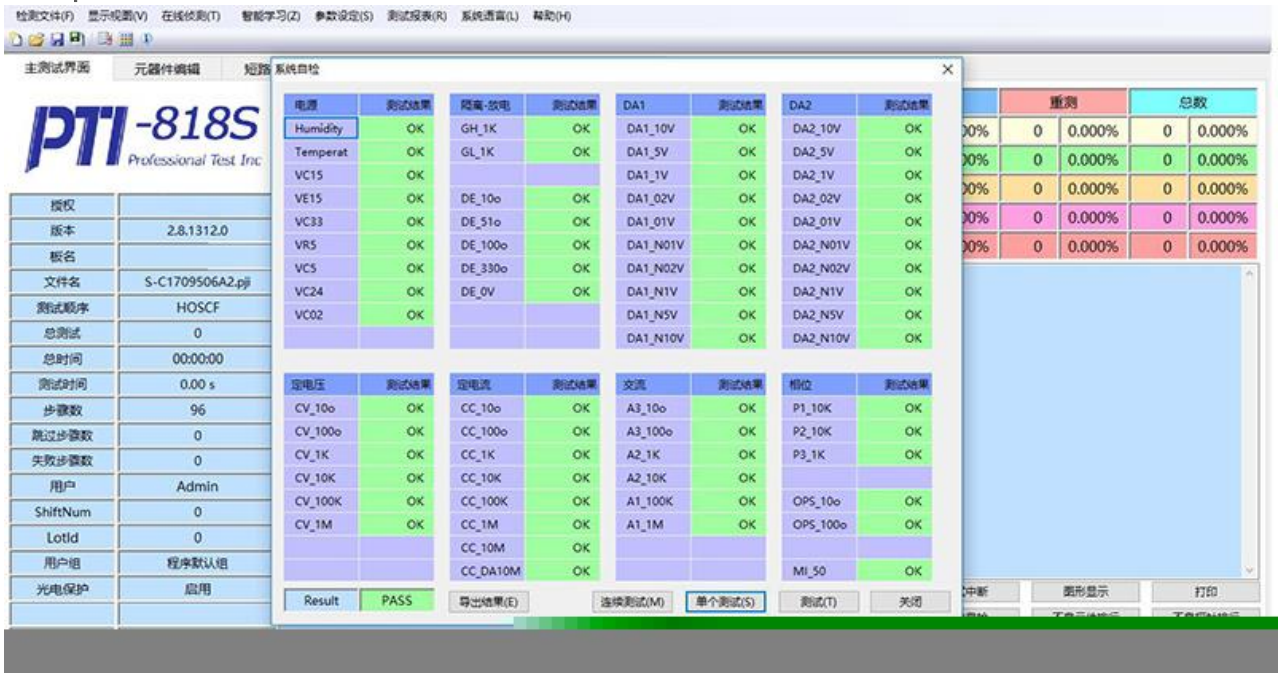 检测文件(F) 显示视图(V) 在线侦测(T) 智能学习(Z) 参数设定(S) 测试报表(R) 系统语言(L) 帮助(H)
主测试界面 元器件编辑 短路
系统自检
PTI -818S
Professional Test Inc
授权
版本 2.8.1312.0
板名
文件名 S-C1709506A2.pji
测试顺序 HOSCF
总测试 0
总时间 00:00:00
测试时间 0.00 s
步骤数 96
跳过步骤数 0
失败步骤数 0
用户 Admin
ShiftNum 0
LotId 0
用户组 程序默认组
光电保护 启用
电源 测试结果 隔离-放电 测试结果 DA1 测试结果 DA2 测试结果
Humidity OK GH_1K OK DA1_10V OK DA2_10V OK
Temperat OK GL_1K OK DA1_5V OK DA2_5V OK
VC15 OK DA1_1V OK DA2_1V OK
VE15 OK DE_10o OK DA1_02V OK DA2_02V OK
VC33 OK DE_51o OK DA1_01V OK DA2_01V OK
VR5 OK DE_100o OK DA1_N01V OK DA2_N01V OK
VC5 OK DE_330o OK DA1_N02V OK DA2_N02V OK
VC24 OK DE_0V OK DA1_N1V OK DA2_N1V OK
VC02 OK DA1_N5V OK DA2_N5V OK
DA1_N10V OK DA2_N10V OK
定电压 测试结果 定电流 测试结果 交流 测试结果 相位 测试结果
CV_10o OK CC_10o OK A3_10o OK P1_10K OK
CV_100o OK CC_100o OK A3_100o OK P2_10K OK
CV_1K OK CC_1K OK A2_1K OK P3_1K OK
CV_10K OK CC_10K OK A2_10K OK
CV_100K OK CC_100K OK A1_100K OK OPS_10o OK
CV_1M OK CC_1M OK A1_1M OK OPS_100o OK
CC_10M OK
CC_DA10M OK MI_50 OK
Result PASS 导出结果(E) 连续测试(M) 单个测试(S) 测试(T) 关闭
重测 总数
00% 0 0.000% 0 0.000%
00% 0 0.000% 0 0.000%
00% 0 0.000% 0 0.000%
00% 0 0.000% 0 0.000%
00% 0 0.000% 0 0.000%
中断 图形显示 打印